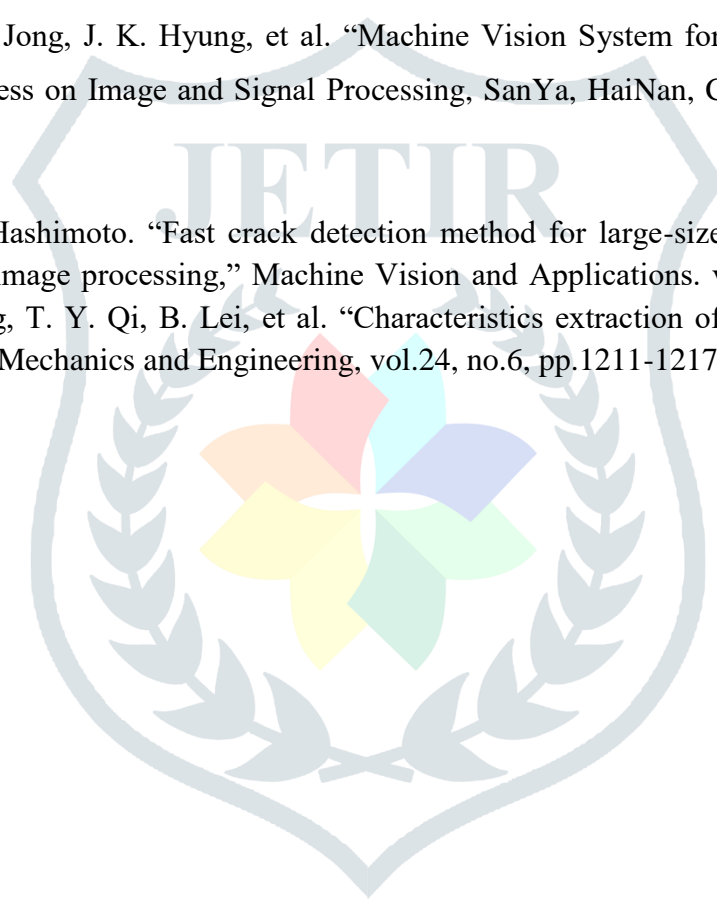 Jong, J. K. Hyung, et al. “Machine Vision System for
ess on Image and Signal Processing, SanYa, HaiNan, C
JETIR
Hashimoto. “Fast crack detection method for large-size
image processing,” Machine Vision and Applications. v
g, T. Y. Qi, B. Lei, et al. “Characteristics extraction of
Mechanics and Engineering, vol.24, no.6, pp.1211-1217